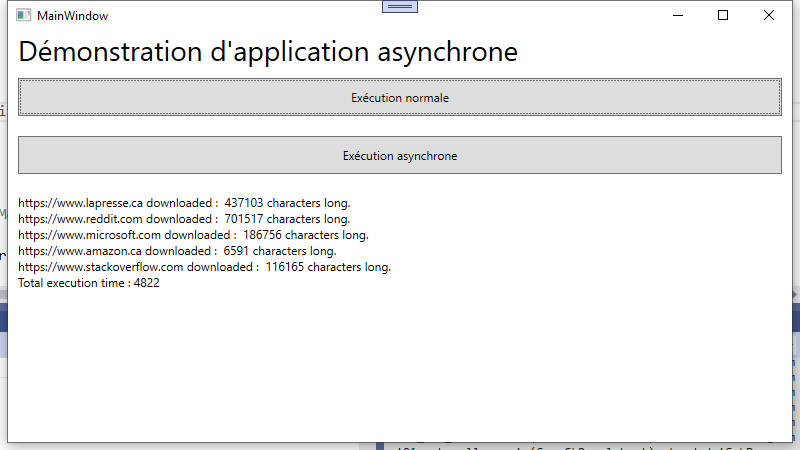 MainWindow
Démonstration d'application asynchrone
Exécution normale
Exécution asynchrone
https://www.lapresse.ca downloaded :  437103 characters long.
https://www.reddit.com downloaded :  701517 characters long.
https://www.microsoft.com downloaded :  186756 characters long.
https://www.amazon.ca downloaded :  6591 characters long.
https://www.stackoverflow.com downloaded :  116165 characters long.
Total execution time : 4822